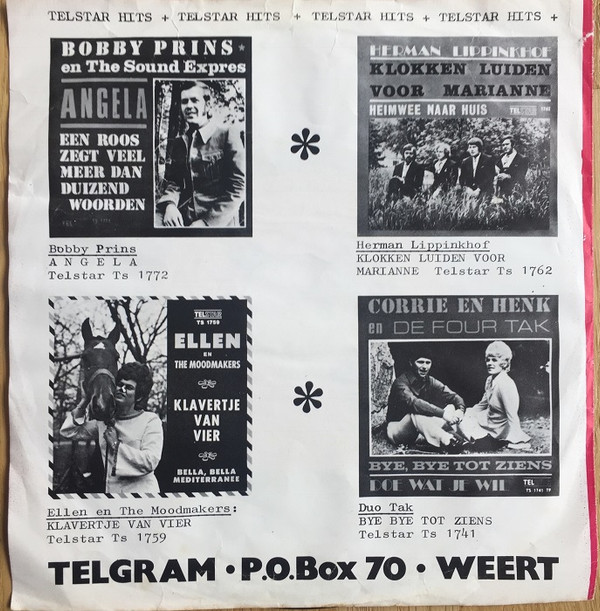 TELSTAR HITS + TELSTAR HITS + TELSTAR HITS + TELSTAR HITS +
BOBBY PRINS
en The Sound Expres
ANGELA
EEN ROOS
ZEGT VEEL
MEER DAN
DUIZEND
WOORDEN
Bobby Prins
ANGELA
Telstar Ts 1772
HERMAN LIPPINKHOF
KLOKKEN LUIDEN
VOOR MARIANNE
HEIMWEE NAAR HUIS
TELSTAR
Herman Lippinkhof
KLOKKEN LUIDEN VOOR
MARIANNE Telstar Ts 1762
TELSTAR
TS 1759
ELLEN
EN
THE MOODMAKERS
KLAVERTJE
VAN
VIER
BELLA, BELLA
MEDITERRANEE
Ellen en The Moodmakers:
KLAVERTJE VAN VIER
Telstar Ts 1759
CORRIE EN HENK
en DE FOUR TAK
BYE, BYE TOT ZIENS
DOE WAT JE WIL
TEL
TS 1741 TF
Duo Tak
BYE BYE TOT ZIENS
Telstar Ts 1741
TELGRAM • P.O.Box 70 • WEERT